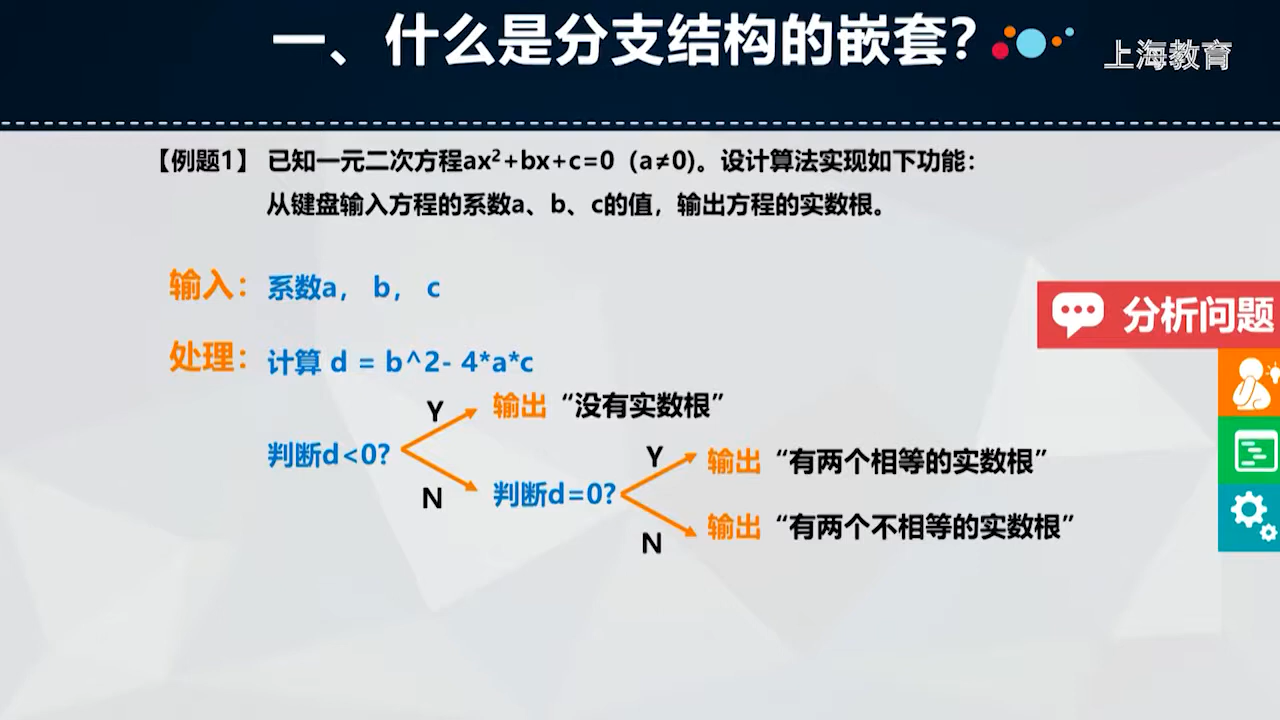 一、什么是分支结构的嵌套？
上海教育
【例题1】 已知一元二次方程ax²+bx+c=0（a≠0）。设计算法实现如下功能：
从键盘输入方程的系数a、b、c的值，输出方程的实数根。
输入： 系数a， b， c
分析问题
处理： 计算 d = b^2- 4*a*c
Y 输出 “没有实数根”
判断d<0?
Y 输出 “有两个相等的实数根”
N 判断d=0?
N 输出 “有两个不相等的实数根”